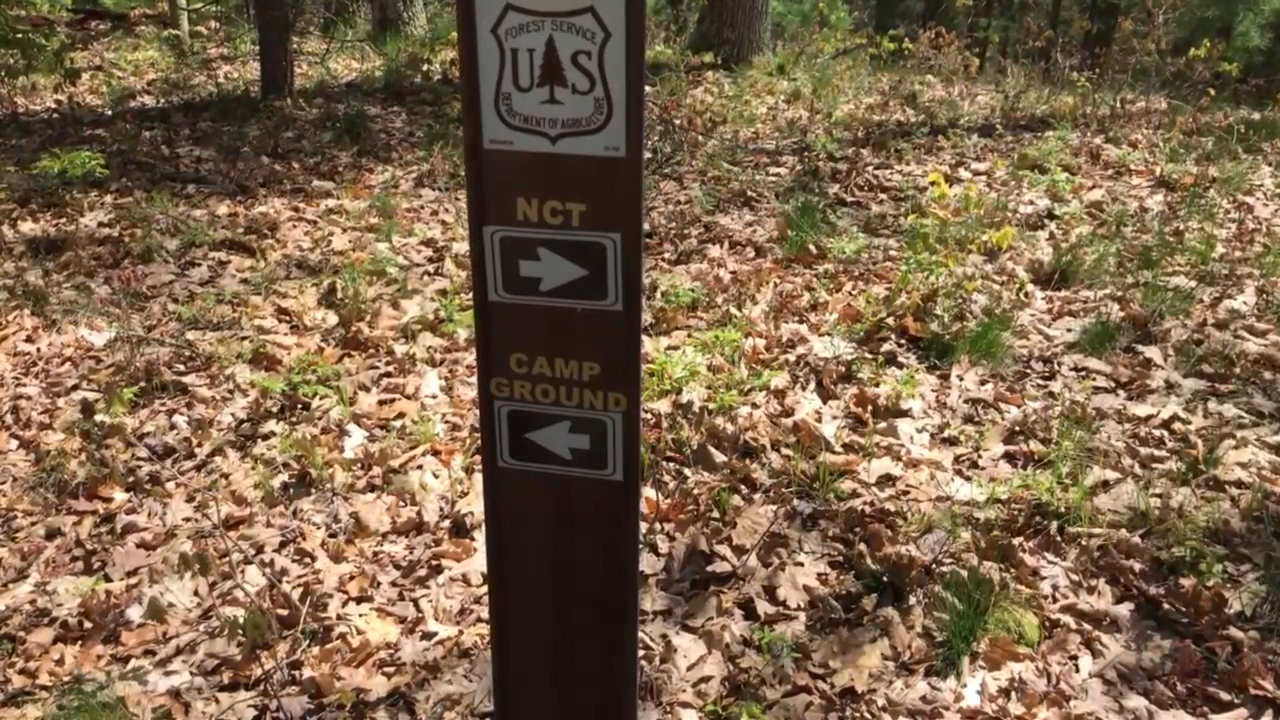 FOREST SERVICE
U S
DEPARTMENT OF AGRICULTURE
NCT
CAMP
GROUND